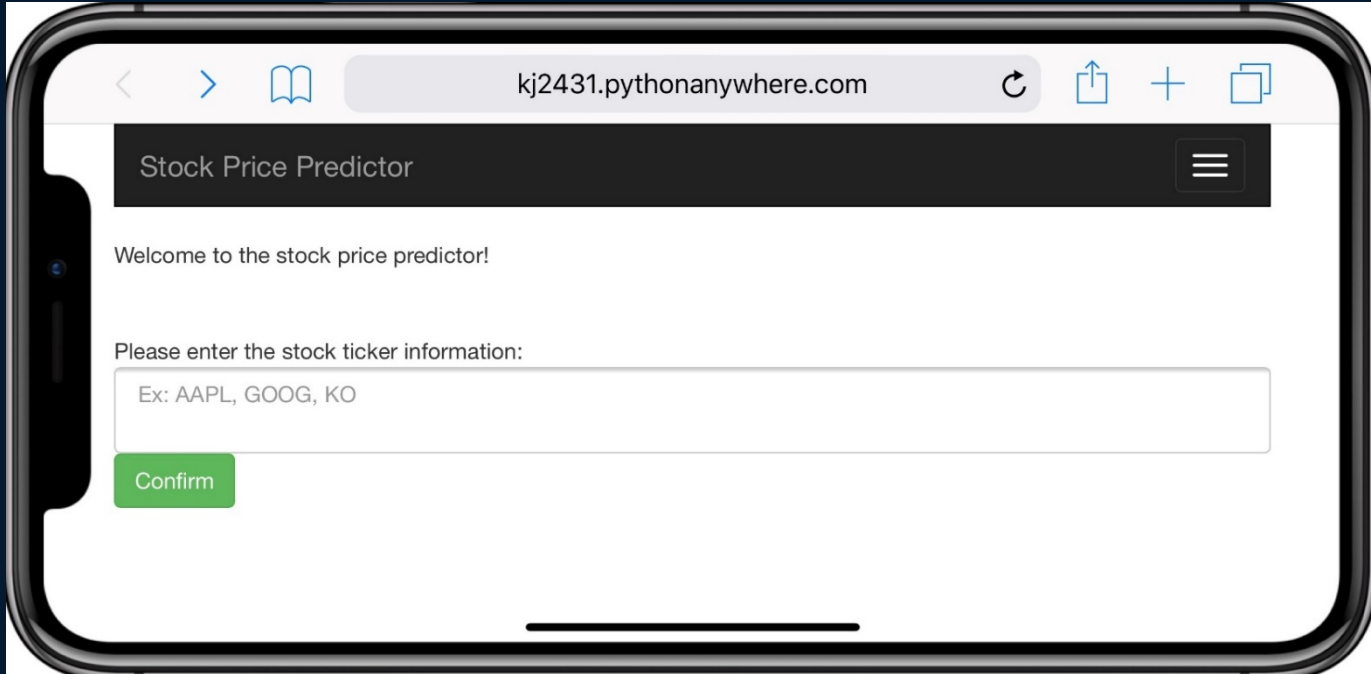 kj2431.pythonanywhere.com
Stock Price Predictor
Welcome to the stock price predictor!
Please enter the stock ticker information:
Ex: AAPL, GOOG, KO
Confirm